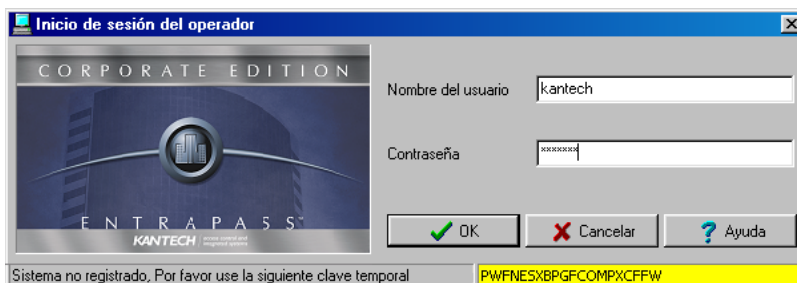 Inicio de sesión del operador
CORPORATE EDITION
ENTRAPASS
KANTECH
Nombre del usuario
kantech
Contraseña
xxxxxxx
OK
Cancelar
Ayuda
Sistema no registrado, Por favor use la siguiente clave temporal
PWFNESXBPGFCOMPXCFFW